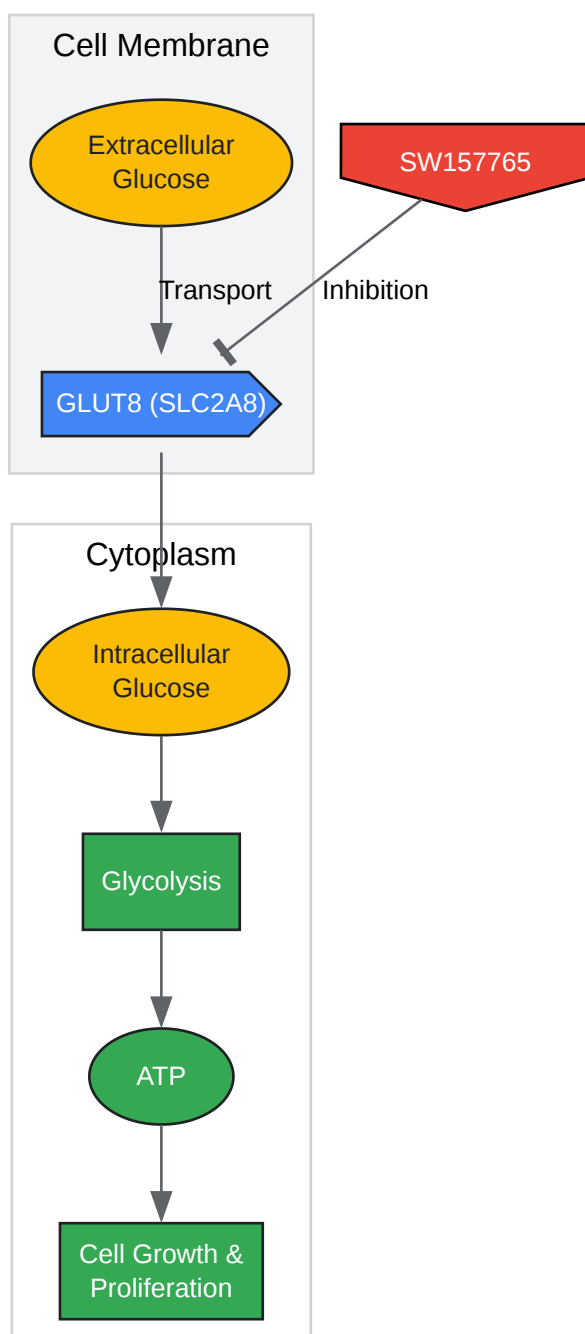 Cell Membrane
Extracellular
Glucose
SW157765
Transport
Inhibition
GLUT8 (SLC2A8)
Cytoplasm
Intracellular
Glucose
Glycolysis
ATP
Cell Growth &
Proliferation